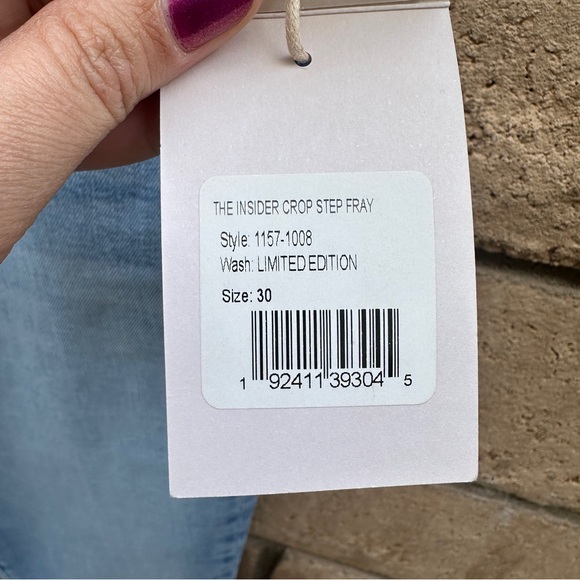 THE INSIDER CROP STEP FRAY
Style: 1157-1008
Wash: LIMITED EDITION
Size: 30
1 92411 39304 5